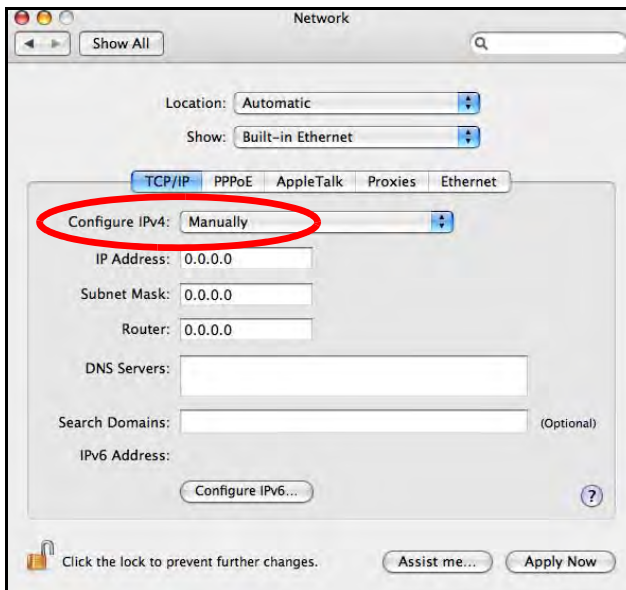 Network
Show All
Location: Automatic
Show: Built-in Ethernet
TCP/IP PPPoE AppleTalk Proxies Ethernet
Configure IPv4: Manually
IP Address: 0.0.0.0
Subnet Mask: 0.0.0.0
Router: 0.0.0.0
DNS Servers:
Search Domains: (Optional)
IPv6 Address:
Configure IPv6... ?
Click the lock to prevent further changes. Assist me... Apply Now